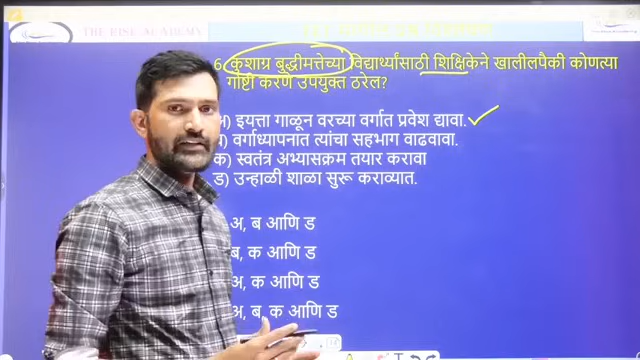 THE RISE ACADEMY
6. कुशाग्र बुद्धीमत्तेच्या विद्यार्थ्यांसाठी शिक्षिकेने खालीलपैकी कोणत्या
गोष्टी करणे उपयुक्त ठरेल?
अ) इयत्ता गाळून वरच्या वर्गात प्रवेश द्यावा.
ब) वर्गाध्यापनात त्यांचा सहभाग वाढवावा.
क) स्वतंत्र अभ्यासक्रम तयार करावा
ड) उन्हाळी शाळा सुरू कराव्यात.
अ, ब आणि ड
ब, क आणि ड
अ, क आणि ड
अ, ब, क आणि ड